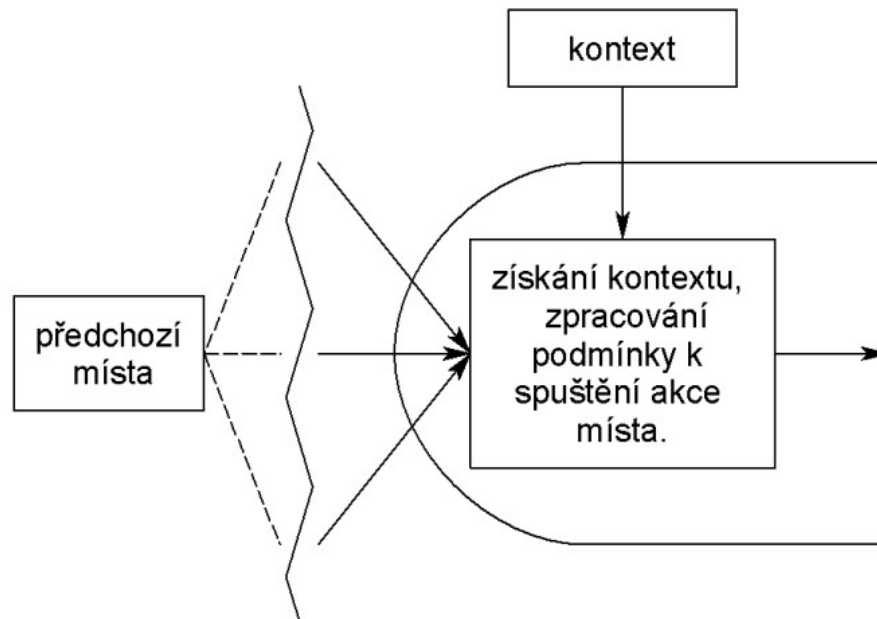 kontext
předchozí
místa
získání kontextu,
zpracování
podmínky k
spuštění akce
místa.